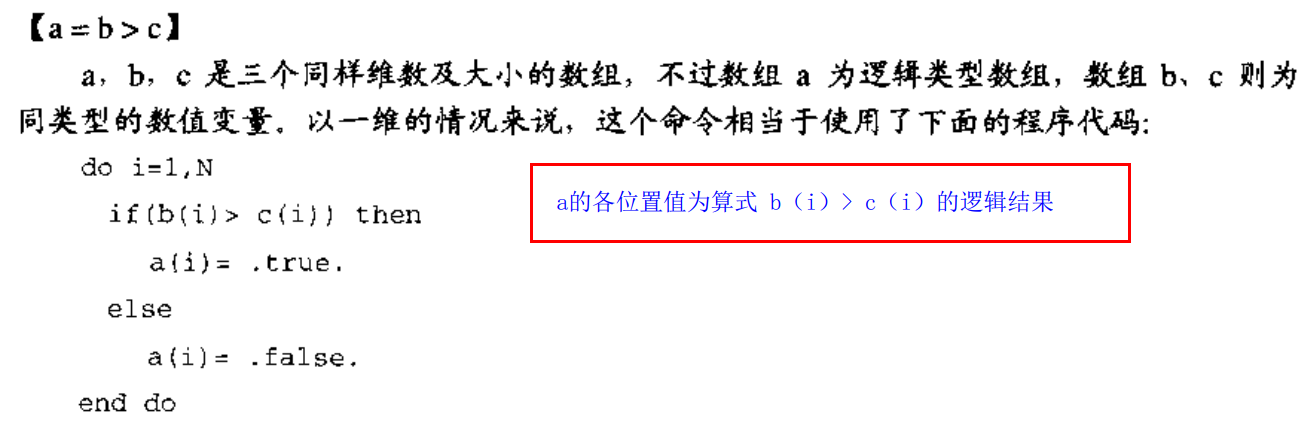 【a=b>c】
a，b，c 是三个同样维数及大小的数组，不过数组 a 为逻辑类型数组，数组 b、c 则为
同类型的数值变量。以一维的情况来说，这个命令相当于使用了下面的程序代码：
do i=1,N
if(b(i)> c(i)) then
a的各位置值为算式 b（i）> c（i）的逻辑结果
a(i)= .true.
else
a(i)= .false.
end do